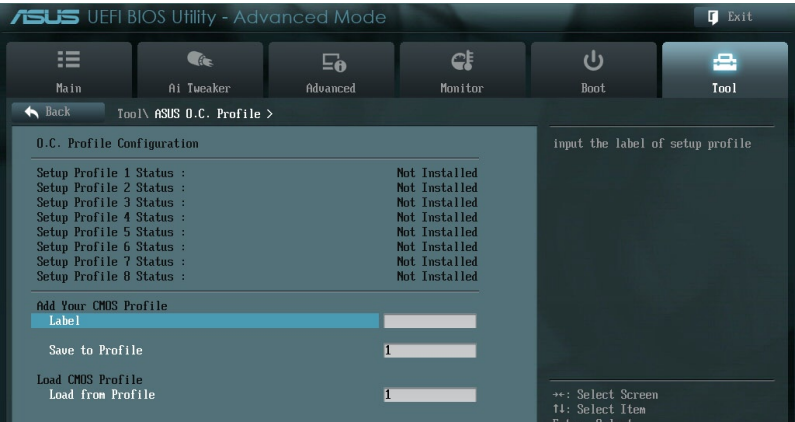 ASUS UEFI BIOS Utility - Advanced Mode
Exit
Main
Ai Tweaker
Advanced
Monitor
Boot
Tool
Back
Tool\ ASUS O.C. Profile >
O.C. Profile Configuration
Setup Profile 1 Status : Not Installed
Setup Profile 2 Status : Not Installed
Setup Profile 3 Status : Not Installed
Setup Profile 4 Status : Not Installed
Setup Profile 5 Status : Not Installed
Setup Profile 6 Status : Not Installed
Setup Profile 7 Status : Not Installed
Setup Profile 8 Status : Not Installed
Add Your CMOS Profile
Label
Save to Profile 1
Load CMOS Profile
Load from Profile 1
input the label of setup profile
→←: Select Screen
↑↓: Select Item